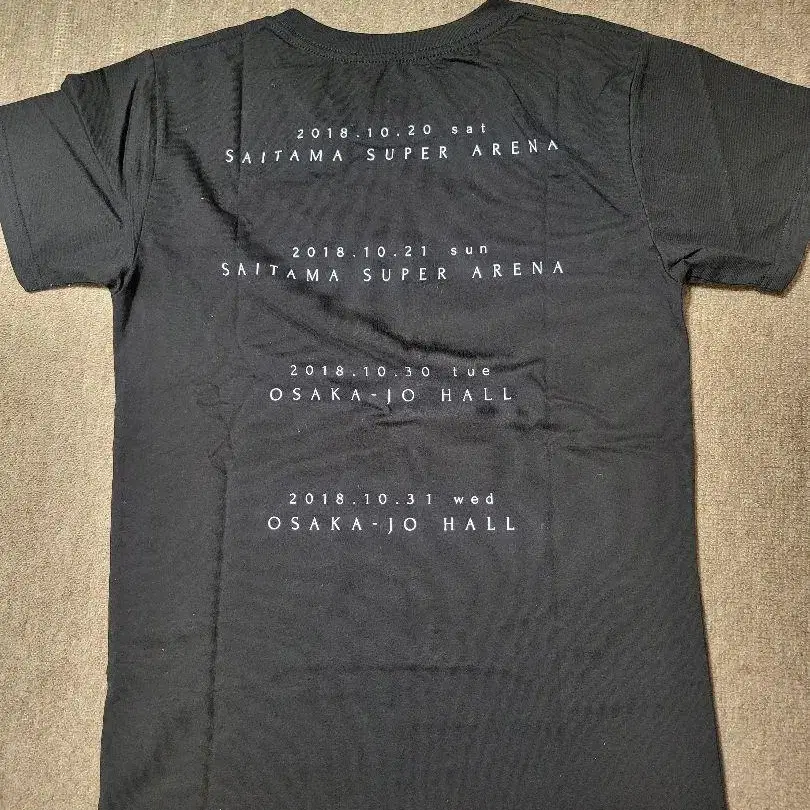 2018.10.20 sat
SAITAMA SUPER ARENA
2018.10.21 sun
SAITAMA SUPER ARENA
2018.10.30 tue
OSAKA-JO HALL
2018.10.31 wed
OSAKA-JO HALL